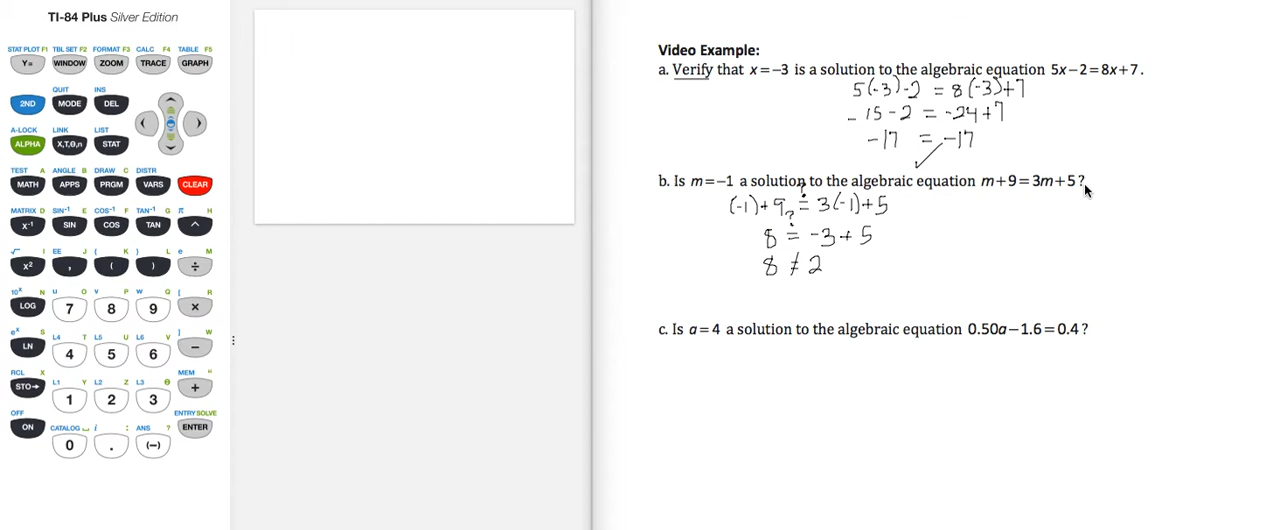 TI-84 Plus Silver Edition
STAT PLOT F1 TBL SET F2 FORMAT F3 CALC F4 TABLE F5
Y= WINDOW ZOOM TRACE GRAPH
QUIT INS
2ND MODE DEL
A-LOCK LINK LIST
ALPHA X,T,Θ,n STAT
TEST A ANGLE B DRAW C DISTR
MATH APPS PRGM VARS CLEAR
MATRIX D SIN⁻¹ E COS⁻¹ F TAN⁻¹ G π H
X⁻¹ SIN COS TAN ^
√ I EE J { K } L e M
X² , ( ) ÷
10ˣ N u O v P w Q [ R
LOG 7 8 9 ×
eˣ S L4 T L5 U L6 V ] W
LN 4 5 6 −
RCL X L1 Y L2 Z L3 θ MEM "
STO→ 1 2 3 +
OFF CATALOG i : ANS ? ENTRY SOLVE
ON 0 . (−) ENTER
Video Example:
a. Verify that x=−3 is a solution to the algebraic equation 5x−2=8x+7.
5(-3)-2 = 8(-3)+7
-15-2 = -24+7
-17 = -17
b. Is m=−1 a solution to the algebraic equation m+9=3m+5?
(-1)+9 ≟ 3(-1)+5
8 ≟ -3+5
8 ≠ 2
c. Is a=4 a solution to the algebraic equation 0.50a−1.6=0.4?